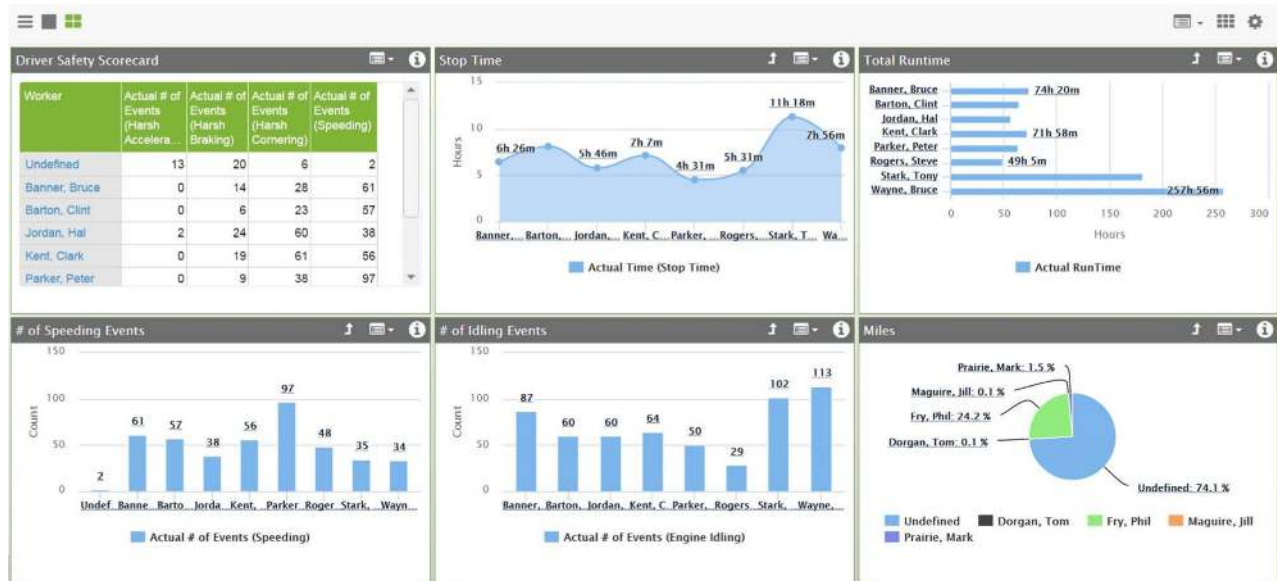 Driver Safety Scorecard
Worker
Actual # of Events (Harsh Accelera...
Actual # of Events (Harsh Braking)
Actual # of Events (Harsh Cornering)
Actual # of Events (Speeding)
Undefined 13 20 6 2
Banner, Bruce 0 14 28 61
Barton, Clint 0 6 23 57
Jordan, Hal 2 24 60 38
Kent, Clark 0 19 61 56
Parker, Peter 0 9 38 97
Stop Time
15
10
5
0
Hours
6h 26m
5h 46m
7h 7m
4h 31m
5h 31m
11h 18m
7h 56m
Banner,... Barton,... Jordan,... Kent, C... Parker,... Rogers,... Stark, T... Wa...
Actual Time (Stop Time)
Total Runtime
Banner, Bruce 74h 20m
Barton, Clint
Jordan, Hal
Kent, Clark 71h 58m
Parker, Peter
Rogers, Steve 49h 5m
Stark, Tony
Wayne, Bruce 257h 56m
0 50 100 150 200 250 300
Hours
Actual RunTime
# of Speeding Events
150
100
50
0
Count
2 61 57 38 56 97 48 35 34
Undef Banne Barto Jorda Kent, Parker Roger Stark, Wayn...
Actual # of Events (Speeding)
# of Idling Events
150
100
50
0
Count
87 60 60 64 50 29 102 113
Banner, Barton, Jordan, Kent, C Parker, Rogers Stark, Wayne,
Actual # of Events (Engine Idling)
Miles
Prairie, Mark: 1.5 %
Maguire, Jill: 0.1 %
Fry, Phil: 24.2 %
Dorgan, Tom: 0.1 %
Undefined: 74.1 %
Undefined Dorgan, Tom Fry, Phil Maguire, Jill
Prairie, Mark